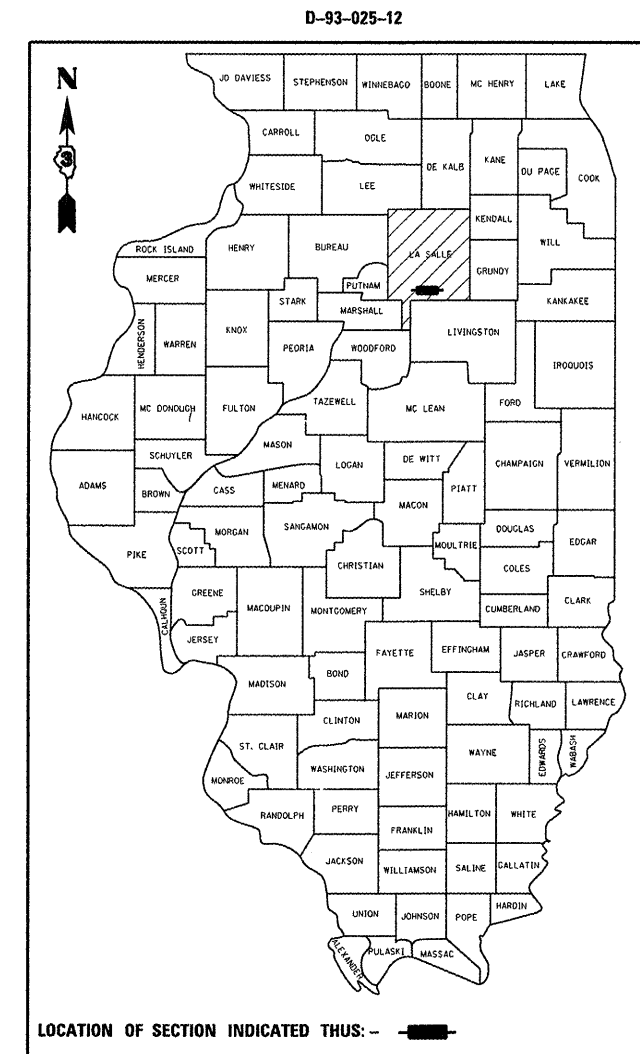 D-93-025-12
N
3
JO DAVIESS STEPHENSON WINNEBAGO BOONE MC HENRY LAKE
CARROLL OGLE
DE KALB KANE DU PAGE COOK
WHITESIDE LEE
KENDALL
ROCK ISLAND HENRY BUREAU LA SALLE WILL
MERCER PUTNAM GRUNDY
STARK MARSHALL KANKAKEE
HENDERSON WARREN KNOX LIVINGSTON
PEORIA WOODFORD IROQUOIS
HANCOCK MC DONOUGH FULTON TAZEWELL MC LEAN FORD
SCHUYLER MASON
LOGAN DE WITT CHAMPAIGN VERMILION
ADAMS BROWN CASS MENARD PIATT
MACON
PIKE SCOTT MORGAN SANGAMON DOUGLAS EDGAR
MOULTRIE
CHRISTIAN COLES
CALHOUN GREENE MACOUPIN MONTGOMERY SHELBY CUMBERLAND CLARK
JERSEY
FAYETTE EFFINGHAM JASPER CRAWFORD
MADISON BOND
CLAY RICHLAND LAWRENCE
CLINTON MARION
ST. CLAIR WAYNE EDWARDS WABASH
WASHINGTON JEFFERSON
MONROE
RANDOLPH PERRY HAMILTON WHITE
FRANKLIN
JACKSON WILLIAMSON SALINE GALLATIN
UNION JOHNSON POPE HARDIN
ALEXANDER PULASKI MASSAC
LOCATION OF SECTION INDICATED THUS: -